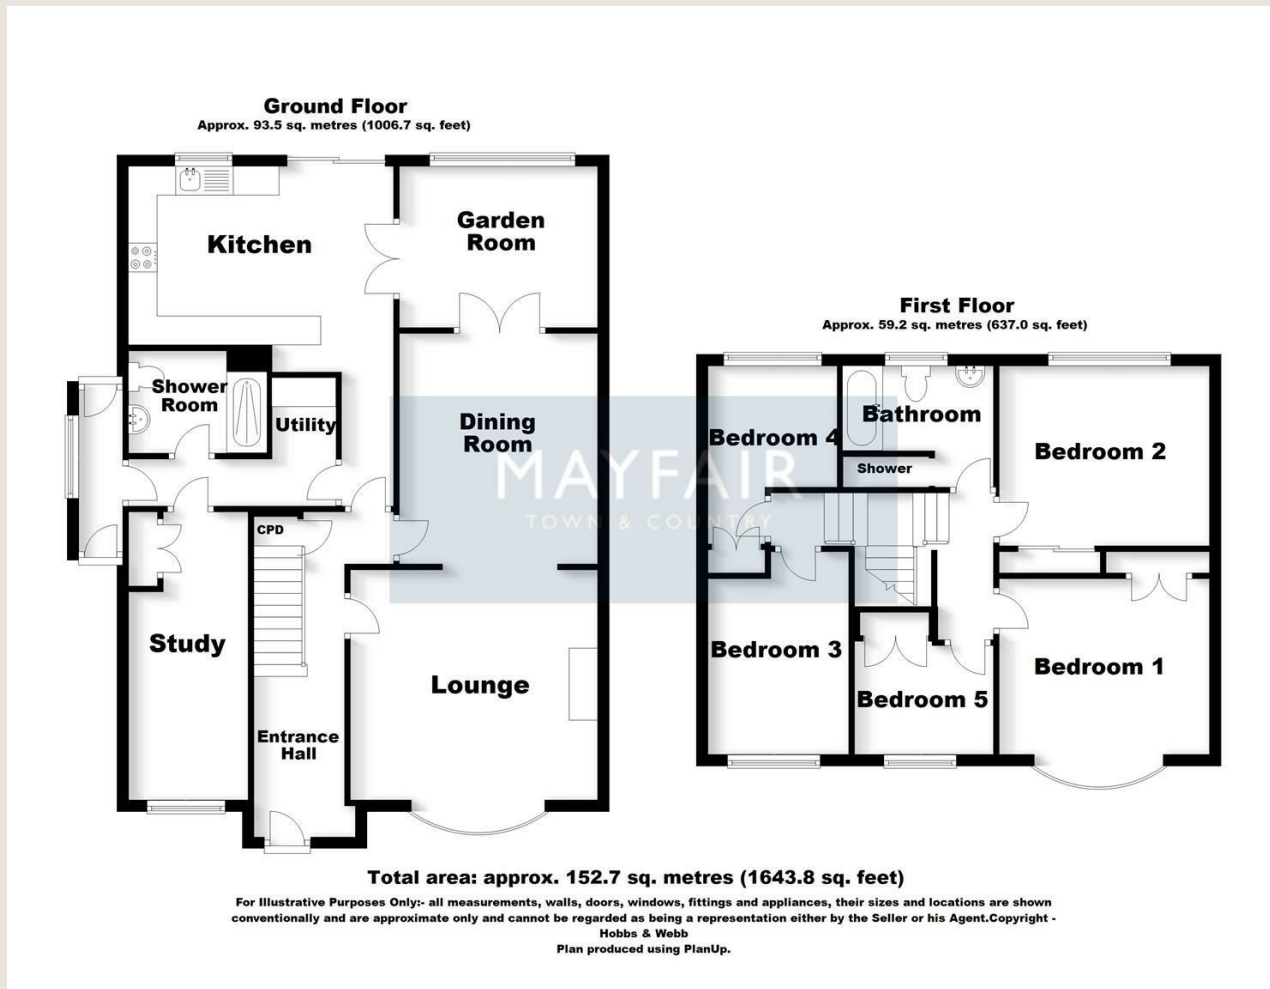 Ground Floor
Approx. 93.5 sq. metres (1006.7 sq. feet)
Kitchen
Garden
Room
Shower
Room
Utility
Dining
Room
CPD
Study
Entrance
Hall
Lounge
First Floor
Approx. 59.2 sq. metres (637.0 sq. feet)
Bedroom 4
Bathroom
Shower
Bedroom 2
Bedroom 3
Bedroom 5
Bedroom 1
MAYFAIR
TOWN & COUNTRY
Total area: approx. 152.7 sq. metres (1643.8 sq. feet)
For Illustrative Purposes Only:- all measurements, walls, doors, windows, fittings and appliances, their sizes and locations are shown
conventionally and are approximate only and cannot be regarded as being a representation either by the Seller or his Agent.Copyright -
Hobbs & Webb
Plan produced using PlanUp.